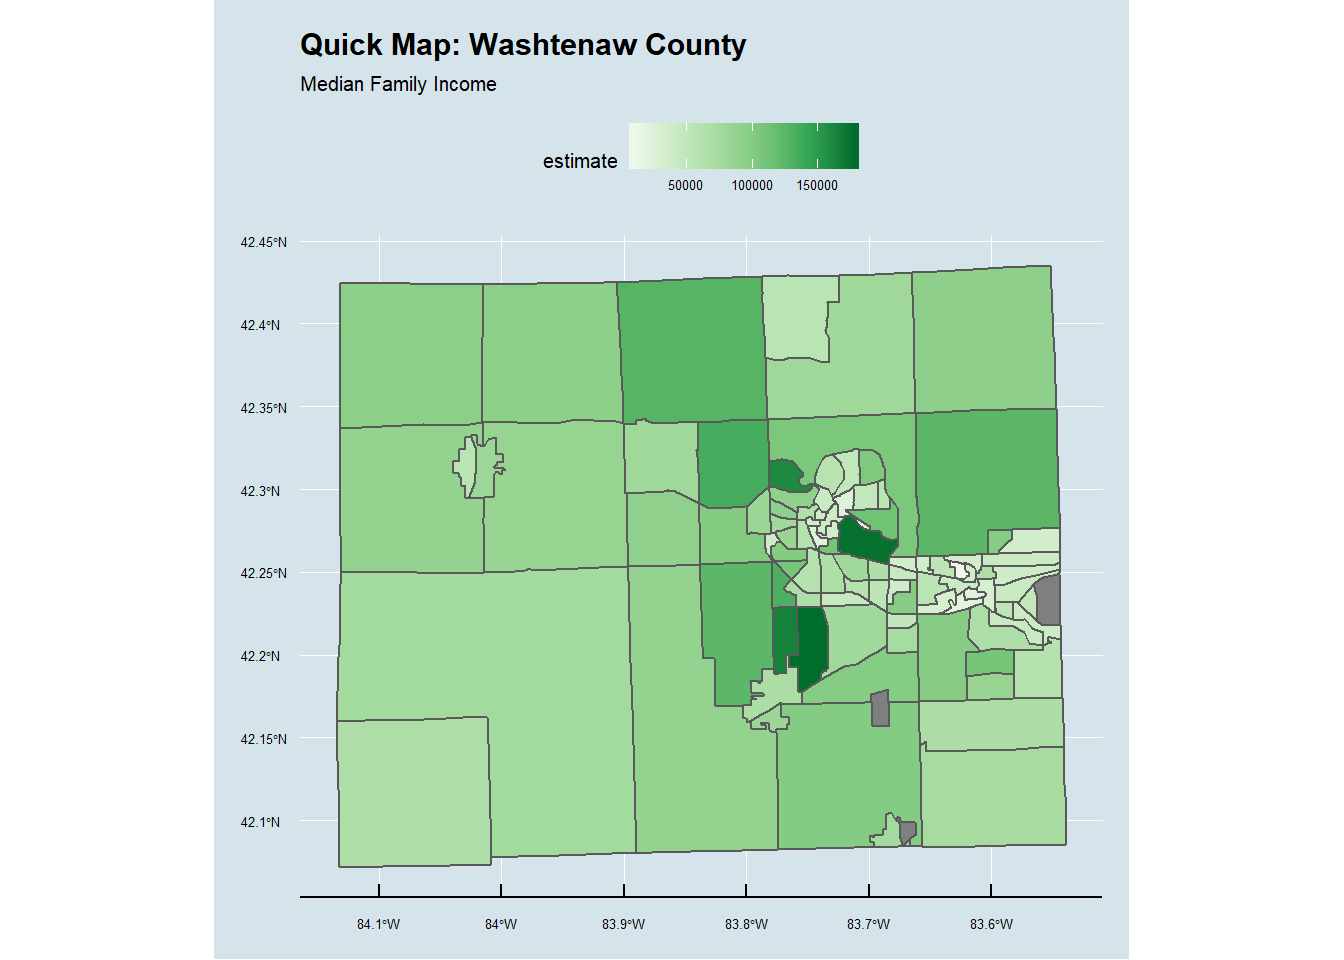 Quick Map: Washtenaw County
Median Family Income
estimate
50000 100000 150000
42.45°N
42.4°N
42.35°N
42.3°N
42.25°N
42.2°N
42.15°N
42.1°N
84.1°W 84°W 83.9°W 83.8°W 83.7°W 83.6°W